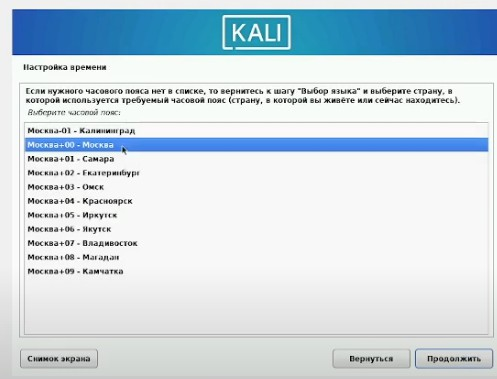 KALI
Настройка времени
Если нужного часового пояса нет в списке, то вернитесь к шагу "Выбор языка" и выберите страну, в
которой используется требуемый часовой пояс (страну, в которой вы живёте или сейчас находитесь).
Выберите часовой пояс:
Москва-01 - Калининград
Москва+00 - Москва
Москва+01 - Самара
Москва+02 - Екатеринбург
Москва+03 - Омск
Москва+04 - Красноярск
Москва+05 - Иркутск
Москва+06 - Якутск
Москва+07 - Владивосток
Москва+08 - Магадан
Москва+09 - Камчатка
Снимок экрана
Вернуться
Продолжить